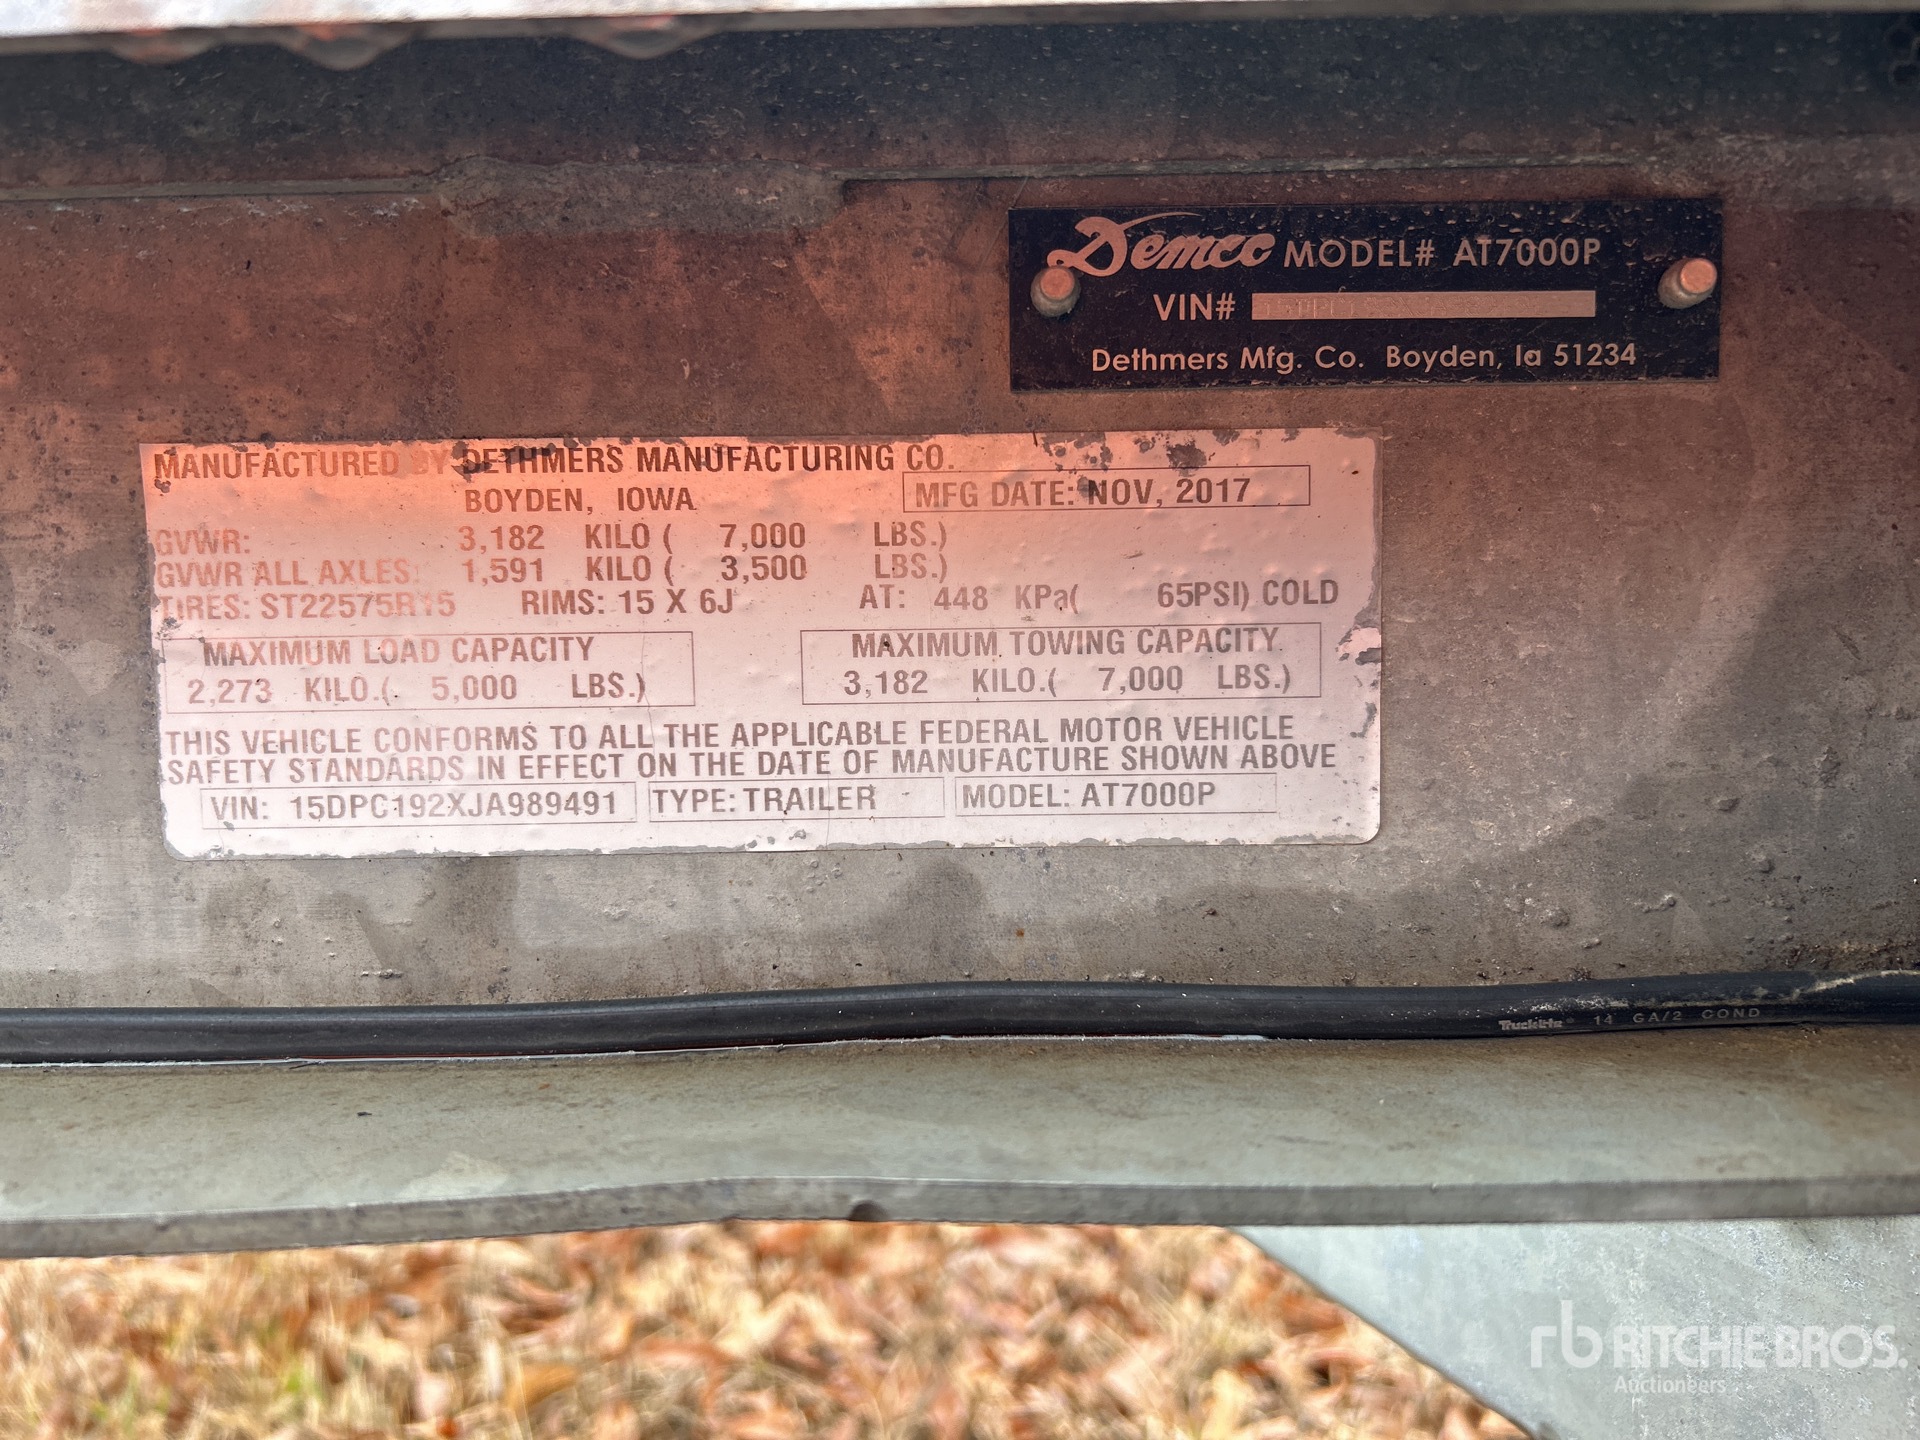 Demco MODEL# AT7000P
VIN#
Dethmers Mfg. Co. Boyden, Ia 51234
MANUFACTURED BY DETHMERS MANUFACTURING CO.
BOYDEN, IOWA
MFG DATE: NOV, 2017
GVWR: 3,182 KILO ( 7,000 LBS.)
GVWR ALL AXLES: 1,591 KILO ( 3,500 LBS.)
TIRES: ST22575R15 RIMS: 15 X 6J AT: 448 KPa( 65PSI) COLD
MAXIMUM LOAD CAPACITY
2,273 KILO.( 5,000 LBS.)
MAXIMUM TOWING CAPACITY
3,182 KILO.( 7,000 LBS.)
THIS VEHICLE CONFORMS TO ALL THE APPLICABLE FEDERAL MOTOR VEHICLE
SAFETY STANDARDS IN EFFECT ON THE DATE OF MANUFACTURE SHOWN ABOVE
VIN: 15DPC192XJA989491 TYPE: TRAILER MODEL: AT7000P
Truck-Lite® 14 GA/2 COND
rb RITCHIE BROS.
Auctioneers